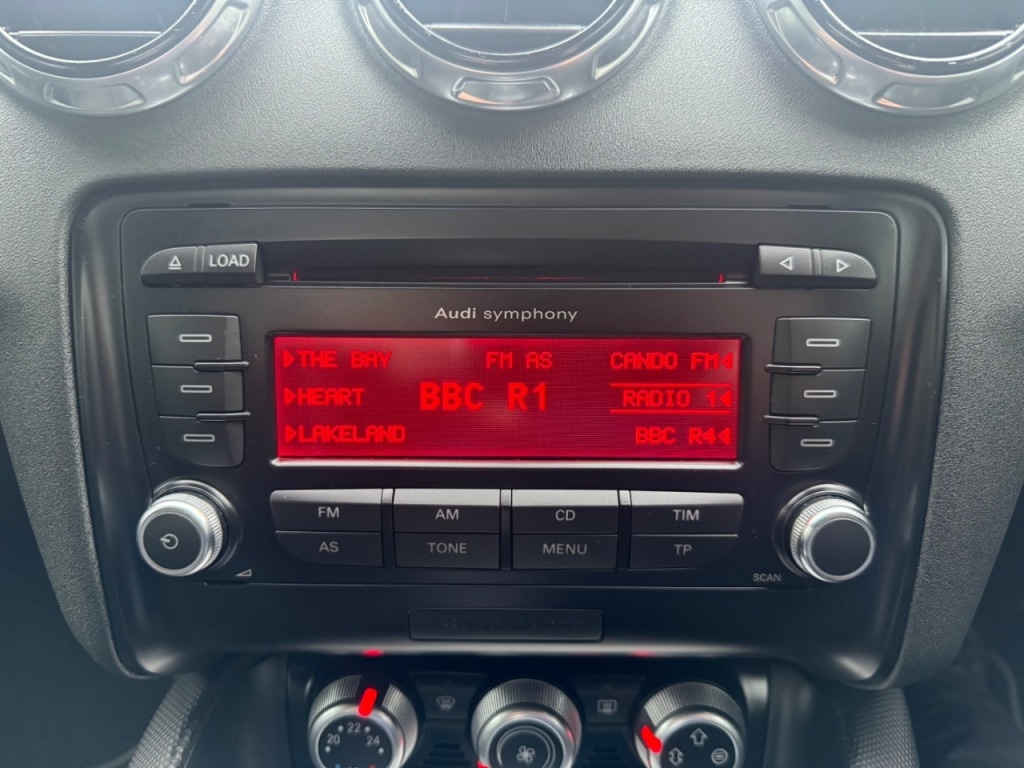 LOAD
Audi symphony
THE BAY FM AS CANDO FM
HEART BBC R1 RADIO 1
LAKELAND BBC R4
FM AM CD TIM
AS TONE MENU TP
SCAN
20 22 24